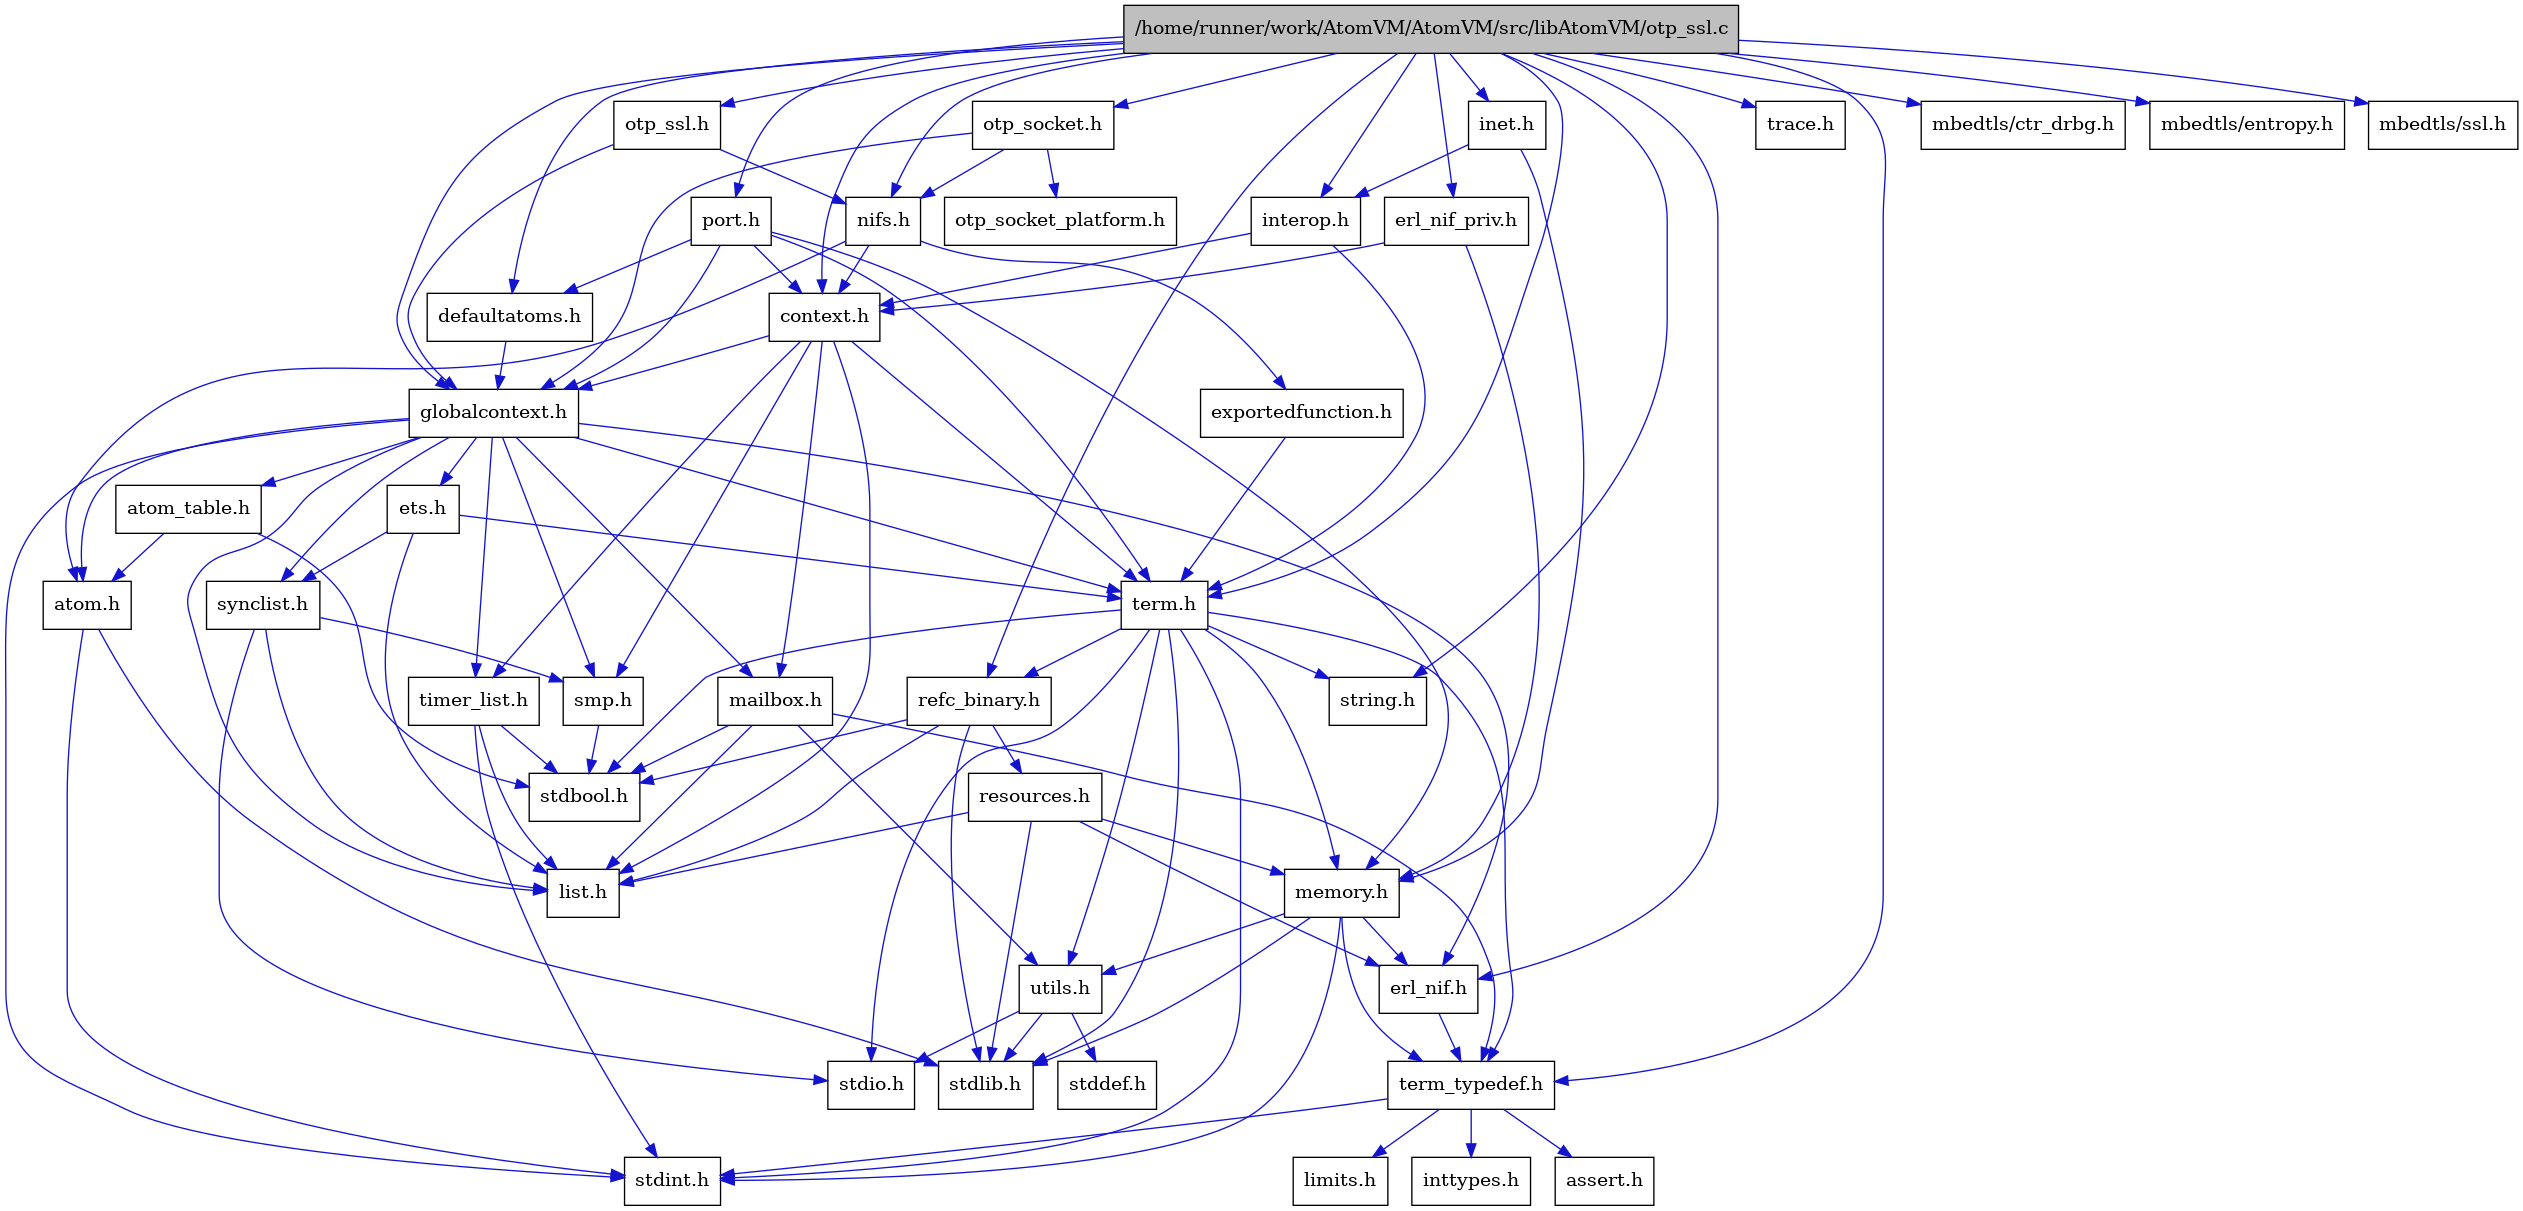 /home/runner/work/AtomVM/AtomVM/src/libAtomVM/otp_ssl.c
otp_ssl.h
otp_socket.h
inet.h
trace.h
mbedtls/ctr_drbg.h
mbedtls/entropy.h
mbedtls/ssl.h
port.h
nifs.h
otp_socket_platform.h
interop.h
erl_nif_priv.h
defaultatoms.h
context.h
globalcontext.h
exportedfunction.h
atom_table.h
ets.h
atom.h
synclist.h
term.h
timer_list.h
smp.h
mailbox.h
refc_binary.h
string.h
stdbool.h
resources.h
list.h
memory.h
utils.h
erl_nif.h
stdio.h
stdlib.h
stddef.h
term_typedef.h
stdint.h
limits.h
inttypes.h
assert.h